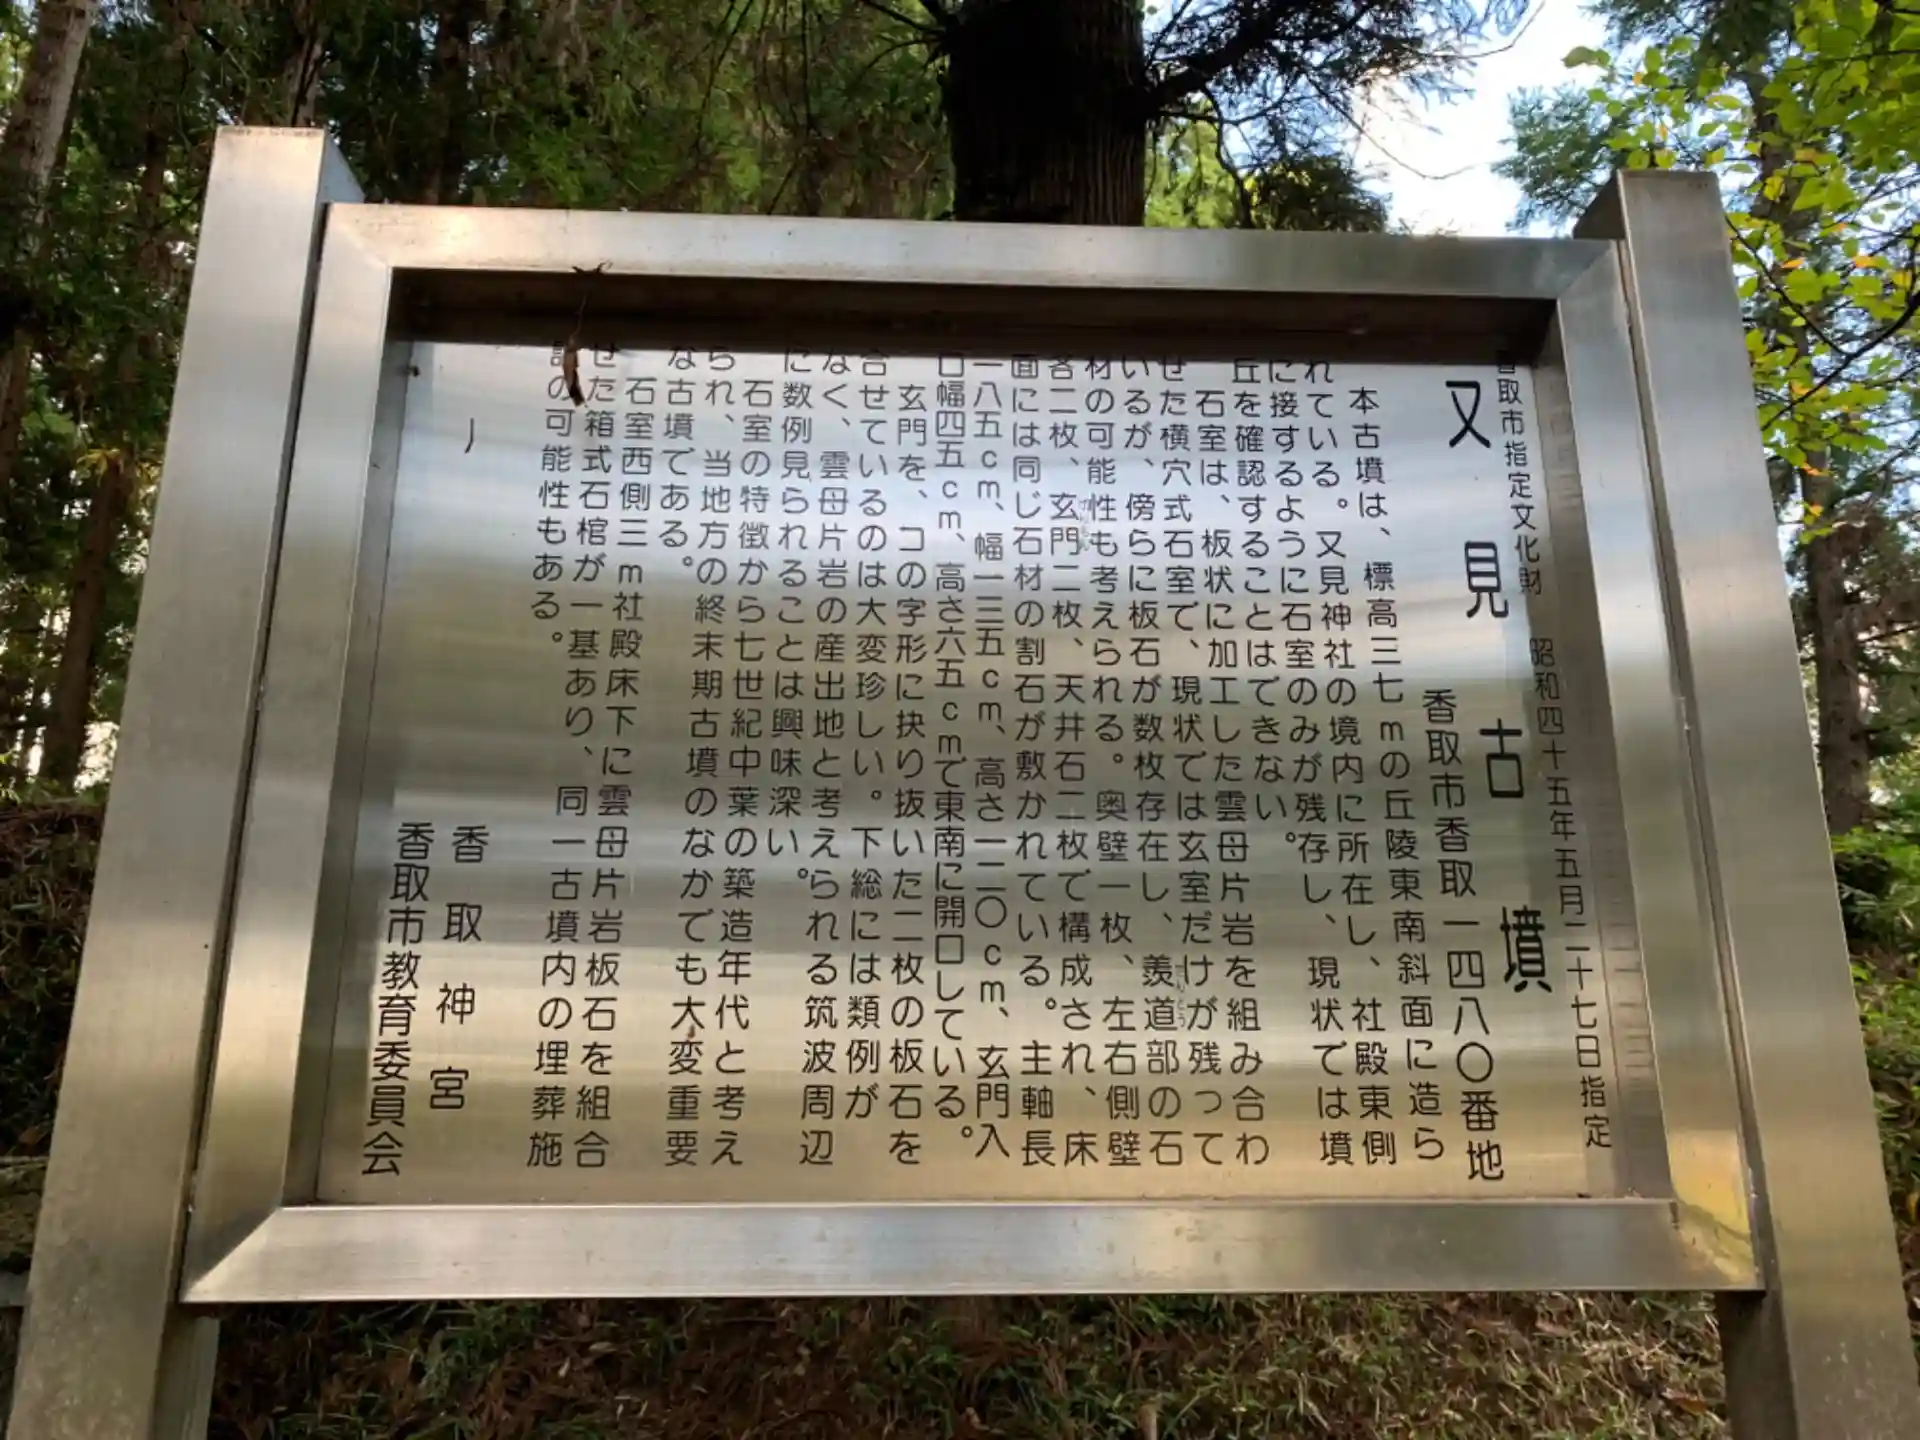 香取市指定文化財　昭和四十五年五月二十七日指定
又見古墳
香取市香取一四八〇番地
本古墳は、標高三七mの丘陵東南斜面に造ら
れている。又見神社の境内に所在し、社殿東側
に接するように石室のみが残存し、現状では墳
丘を確認することはできない。
石室は、板状に加工した雲母片岩を組み合わ
せた横穴式石室で、現状では玄室だけが残って
いるが、傍らに板石が数枚存在し、羨道部の石
材の可能性も考えられる。奥壁一枚、左右側壁
各二枚、玄門二枚、天井石二枚で構成され、床
面には同じ石材の割石が敷かれている。主軸長
一八五cm、幅一三五cm、高さ一二〇cm、玄門入
口幅四五cm、高さ六五cmで東南に開口している。
玄門を、コの字形に抉り抜いた二枚の板石を
合せているのは大変珍しい。下総には類例が
なく、雲母片岩の産出地と考えられる筑波周辺
に数例見られることは興味深い。
石室の特徴から七世紀中葉の築造年代と考え
られ、当地方の終末期古墳のなかでも大変重要
な古墳である。
石室西側三m社殿床下に雲母片岩板石を組合
せた箱式石棺が一基あり、同一古墳内の埋葬施
設の可能性もある。
香取神宮
香取市教育委員会